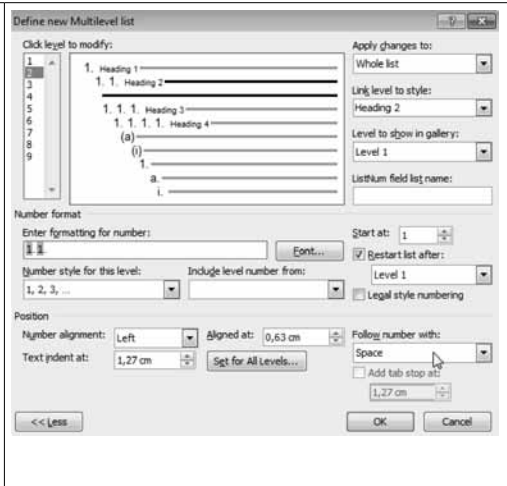 Define new Multilevel list
Click level to modify:
Apply changes to:
1
2
3
4
5
6
7
8
9
1. Heading 1
1. 1. Heading 2
1. 1. 1. Heading 3
1. 1. 1. 1. Heading 4
(a)
(i)
1.
a.
i.
Whole list
Link level to style:
Heading 2
Level to show in gallery:
Level 1
ListNum field list name:
Number format
Enter formatting for number:
1.1.
Font...
Start at: 1
Number style for this level:
Include level number from:
Restart list after:
1, 2, 3, ...
Level 1
Legal style numbering
Position
Number alignment: Left
Aligned at: 0,63 cm
Follow number with:
Text indent at: 1,27 cm
Set for All Levels...
Space
Add tab stop at:
1,27 cm
<< Less
OK
Cancel